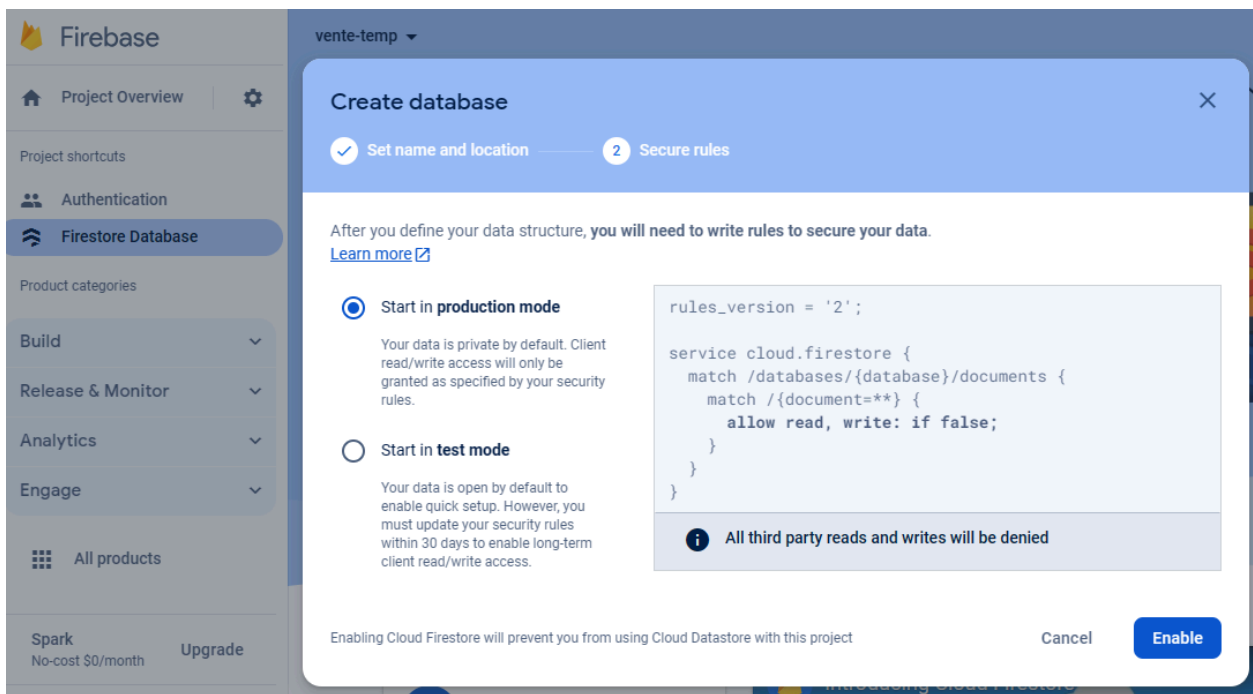 Firebase
Project Overview
Project shortcuts
Authentication
Firestore Database
Product categories
Build
Release & Monitor
Analytics
Engage
All products
Spark
No-cost $0/month
Upgrade
vente-temp
Create database
Set name and location
2 Secure rules
After you define your data structure, you will need to write rules to secure your data.
Learn more
Start in production mode
Your data is private by default. Client
read/write access will only be
granted as specified by your security
rules.
Start in test mode
Your data is open by default to
enable quick setup. However, you
must update your security rules
within 30 days to enable long-term
client read/write access.
rules_version = '2';
service cloud.firestore {
match /databases/{database}/documents {
match /{document=**} {
allow read, write: if false;
}
}
}
All third party reads and writes will be denied
Enabling Cloud Firestore will prevent you from using Cloud Datastore with this project
Cancel
Enable
Introducing Cloud Firestore